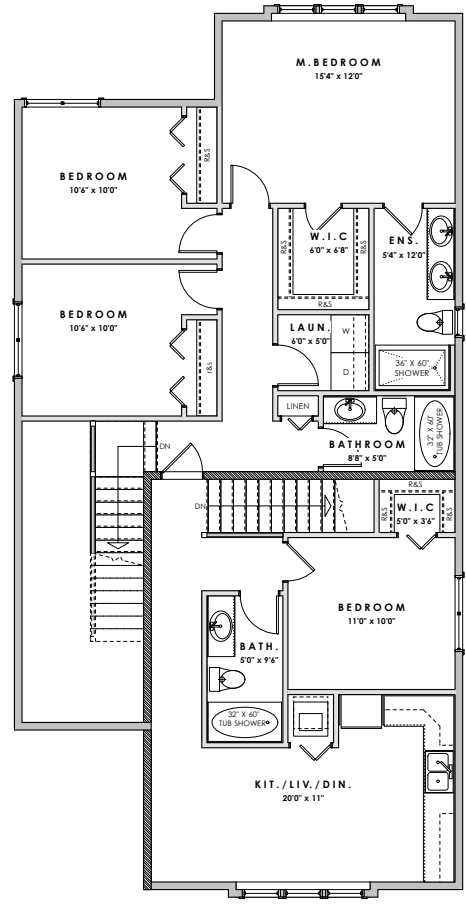 M.BEDROOM
15'4" x 12'0"
R&S
BEDROOM
10'6" x 10'0"
W.I.C
6'0" x 6'8"
R&S
R&S
R&S
ENS.
5'4" x 12'0"
BEDROOM
10'6" x 10'0"
LAUN.
6'0" x 5'0"
W
D
36" X 60"
SHOWER
r&s
LINEN
32" X 60"
TUB SHOWER
BATHROOM
8'8" x 5'0"
DN
DN
R&S
R&S
R&S
W.I.C
5'0" x 3'6"
BEDROOM
11'0" x 10'0"
BATH.
5'0" x 9'6"
32" X 60"
TUB SHOWER
KIT./LIV./DIN.
20'0" x 11"